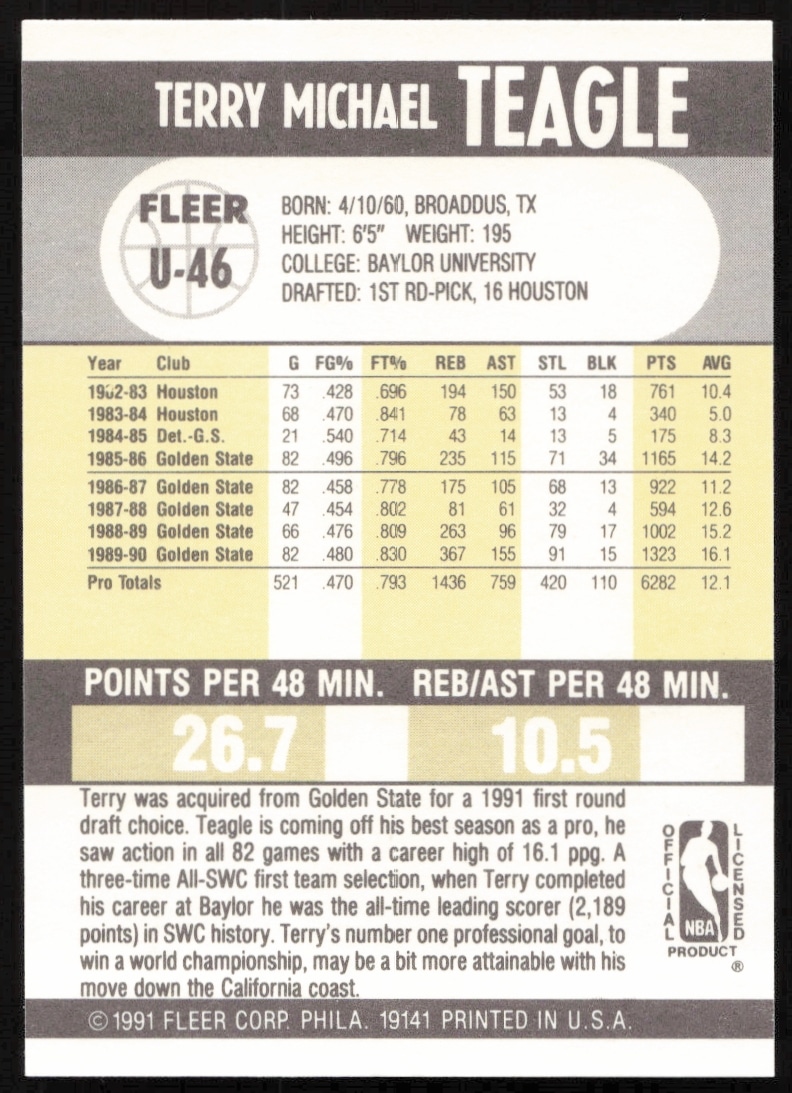 TERRY MICHAEL TEAGLE
FLEER
U-46
BORN: 4/10/60, BROADDUS, TX
HEIGHT: 6'5" WEIGHT: 195
COLLEGE: BAYLOR UNIVERSITY
DRAFTED: 1ST RD-PICK, 16 HOUSTON
Year Club G FG% FT% REB AST STL BLK PTS AVG
1982-83 Houston 73 .428 .696 194 150 53 18 761 10.4
1983-84 Houston 68 .470 .841 78 63 13 4 340 5.0
1984-85 Det.-G.S. 21 .540 .714 43 14 13 5 175 8.3
1985-86 Golden State 82 .496 .796 235 115 71 34 1165 14.2
1986-87 Golden State 82 .458 .778 175 105 68 13 922 11.2
1987-88 Golden State 47 .454 .802 81 61 32 4 594 12.6
1988-89 Golden State 66 .476 .809 263 96 79 17 1002 15.2
1989-90 Golden State 82 .480 .830 367 155 91 15 1323 16.1
Pro Totals 521 .470 .793 1436 759 420 110 6282 12.1
POINTS PER 48 MIN. REB/AST PER 48 MIN.
26.7 10.5
Terry was acquired from Golden State for a 1991 first round
draft choice. Teagle is coming off his best season as a pro, he
saw action in all 82 games with a career high of 16.1 ppg. A
three-time All-SWC first team selection, when Terry completed
his career at Baylor he was the all-time leading scorer (2,189
points) in SWC history. Terry's number one professional goal, to
win a world championship, may be a bit more attainable with his
move down the California coast.
OFFICIAL
LICENSED
NBA
PRODUCT
®
© 1991 FLEER CORP. PHILA. 19141 PRINTED IN U.S.A.